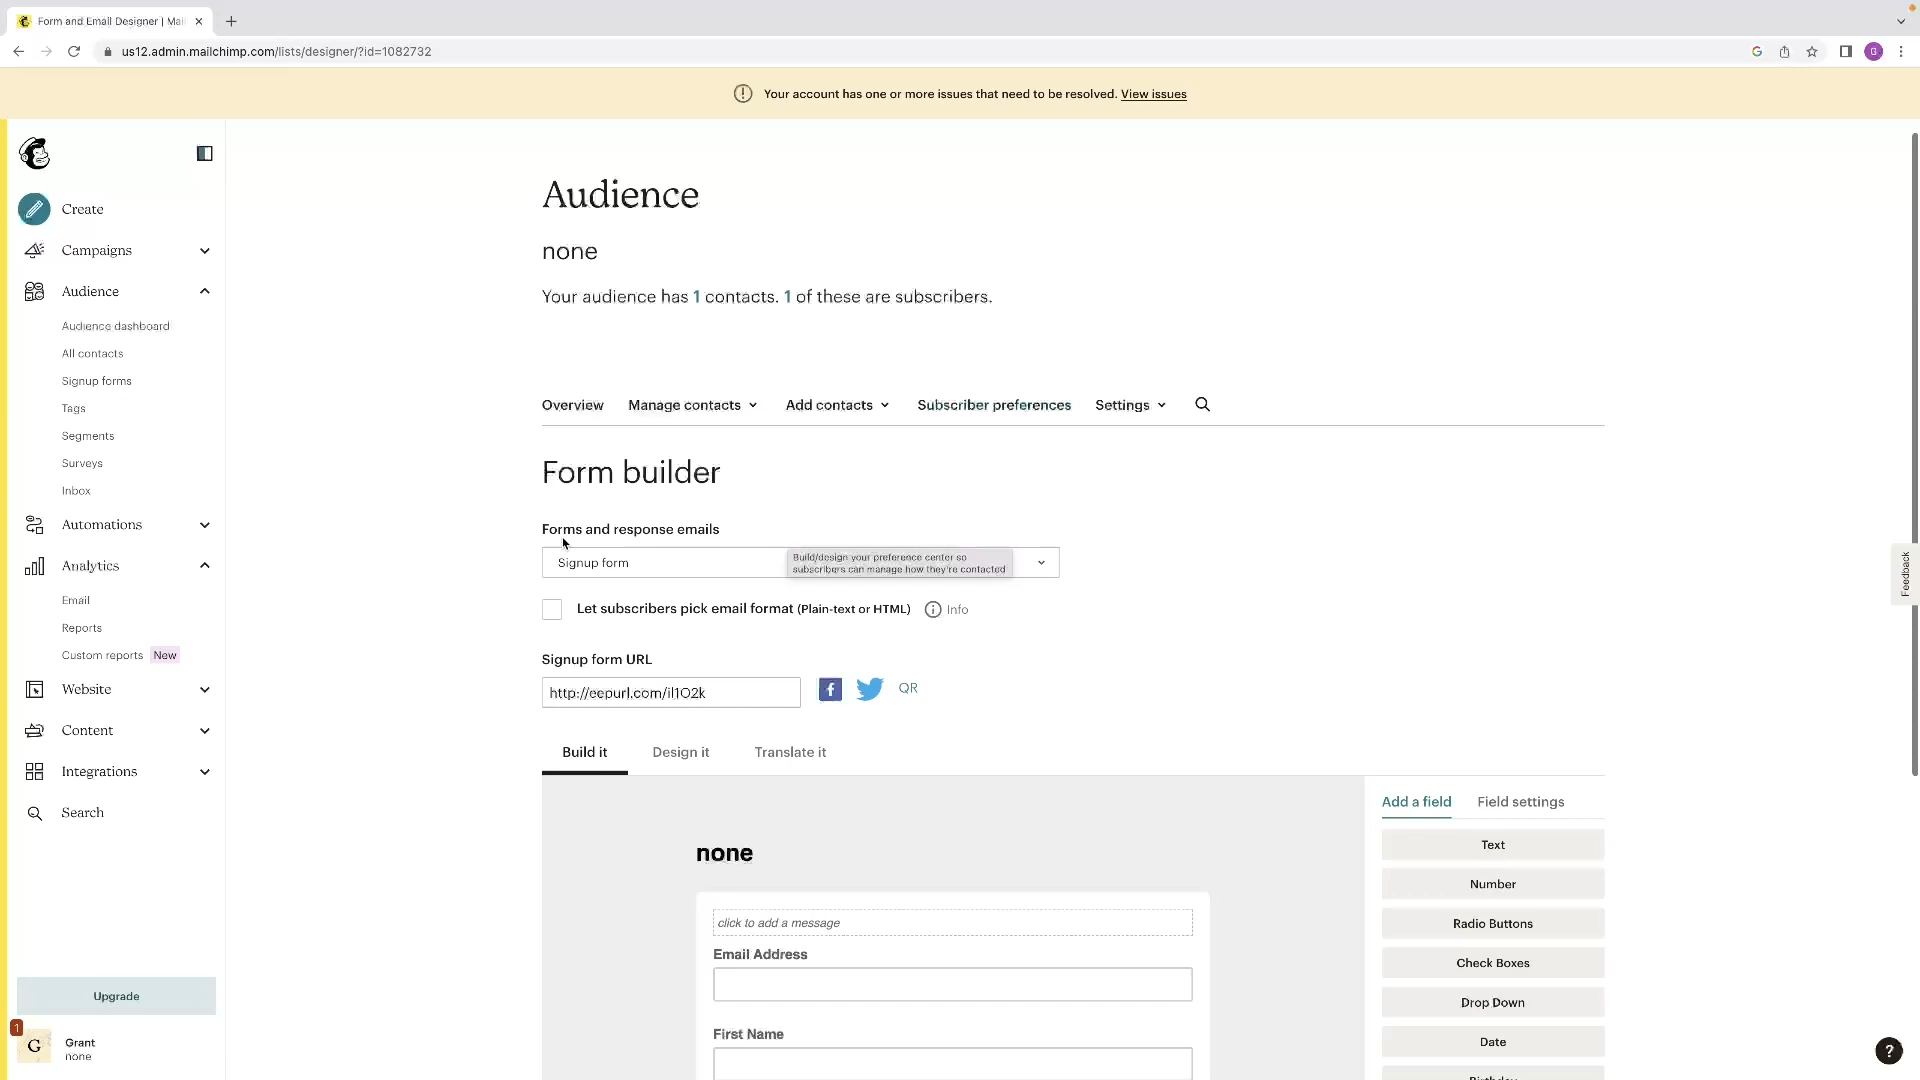 Form and Email Designer | Mai
us12.admin.mailchimp.com/lists/designer/?id=1082732
G
Your account has one or more issues that need to be resolved. View issues
Create
Campaigns
Audience
Audience dashboard
All contacts
Signup forms
Tags
Segments
Surveys
Inbox
Automations
Analytics
Email
Reports
Custom reports New
Website
Content
Integrations
Search
Upgrade
1
G
Grant
none
Audience
none
Your audience has 1 contacts. 1 of these are subscribers.
Overview Manage contacts Add contacts Subscriber preferences Settings
Form builder
Forms and response emails
Signup form
Build/design your preference center so
subscribers can manage how they're contacted
Let subscribers pick email format (Plain-text or HTML) Info
Signup form URL
http://eepurl.com/il1O2k
QR
Build it Design it Translate it
none
click to add a message
Email Address
First Name
Add a field Field settings
Text
Number
Radio Buttons
Check Boxes
Drop Down
Date
Birthday
Feedback
?